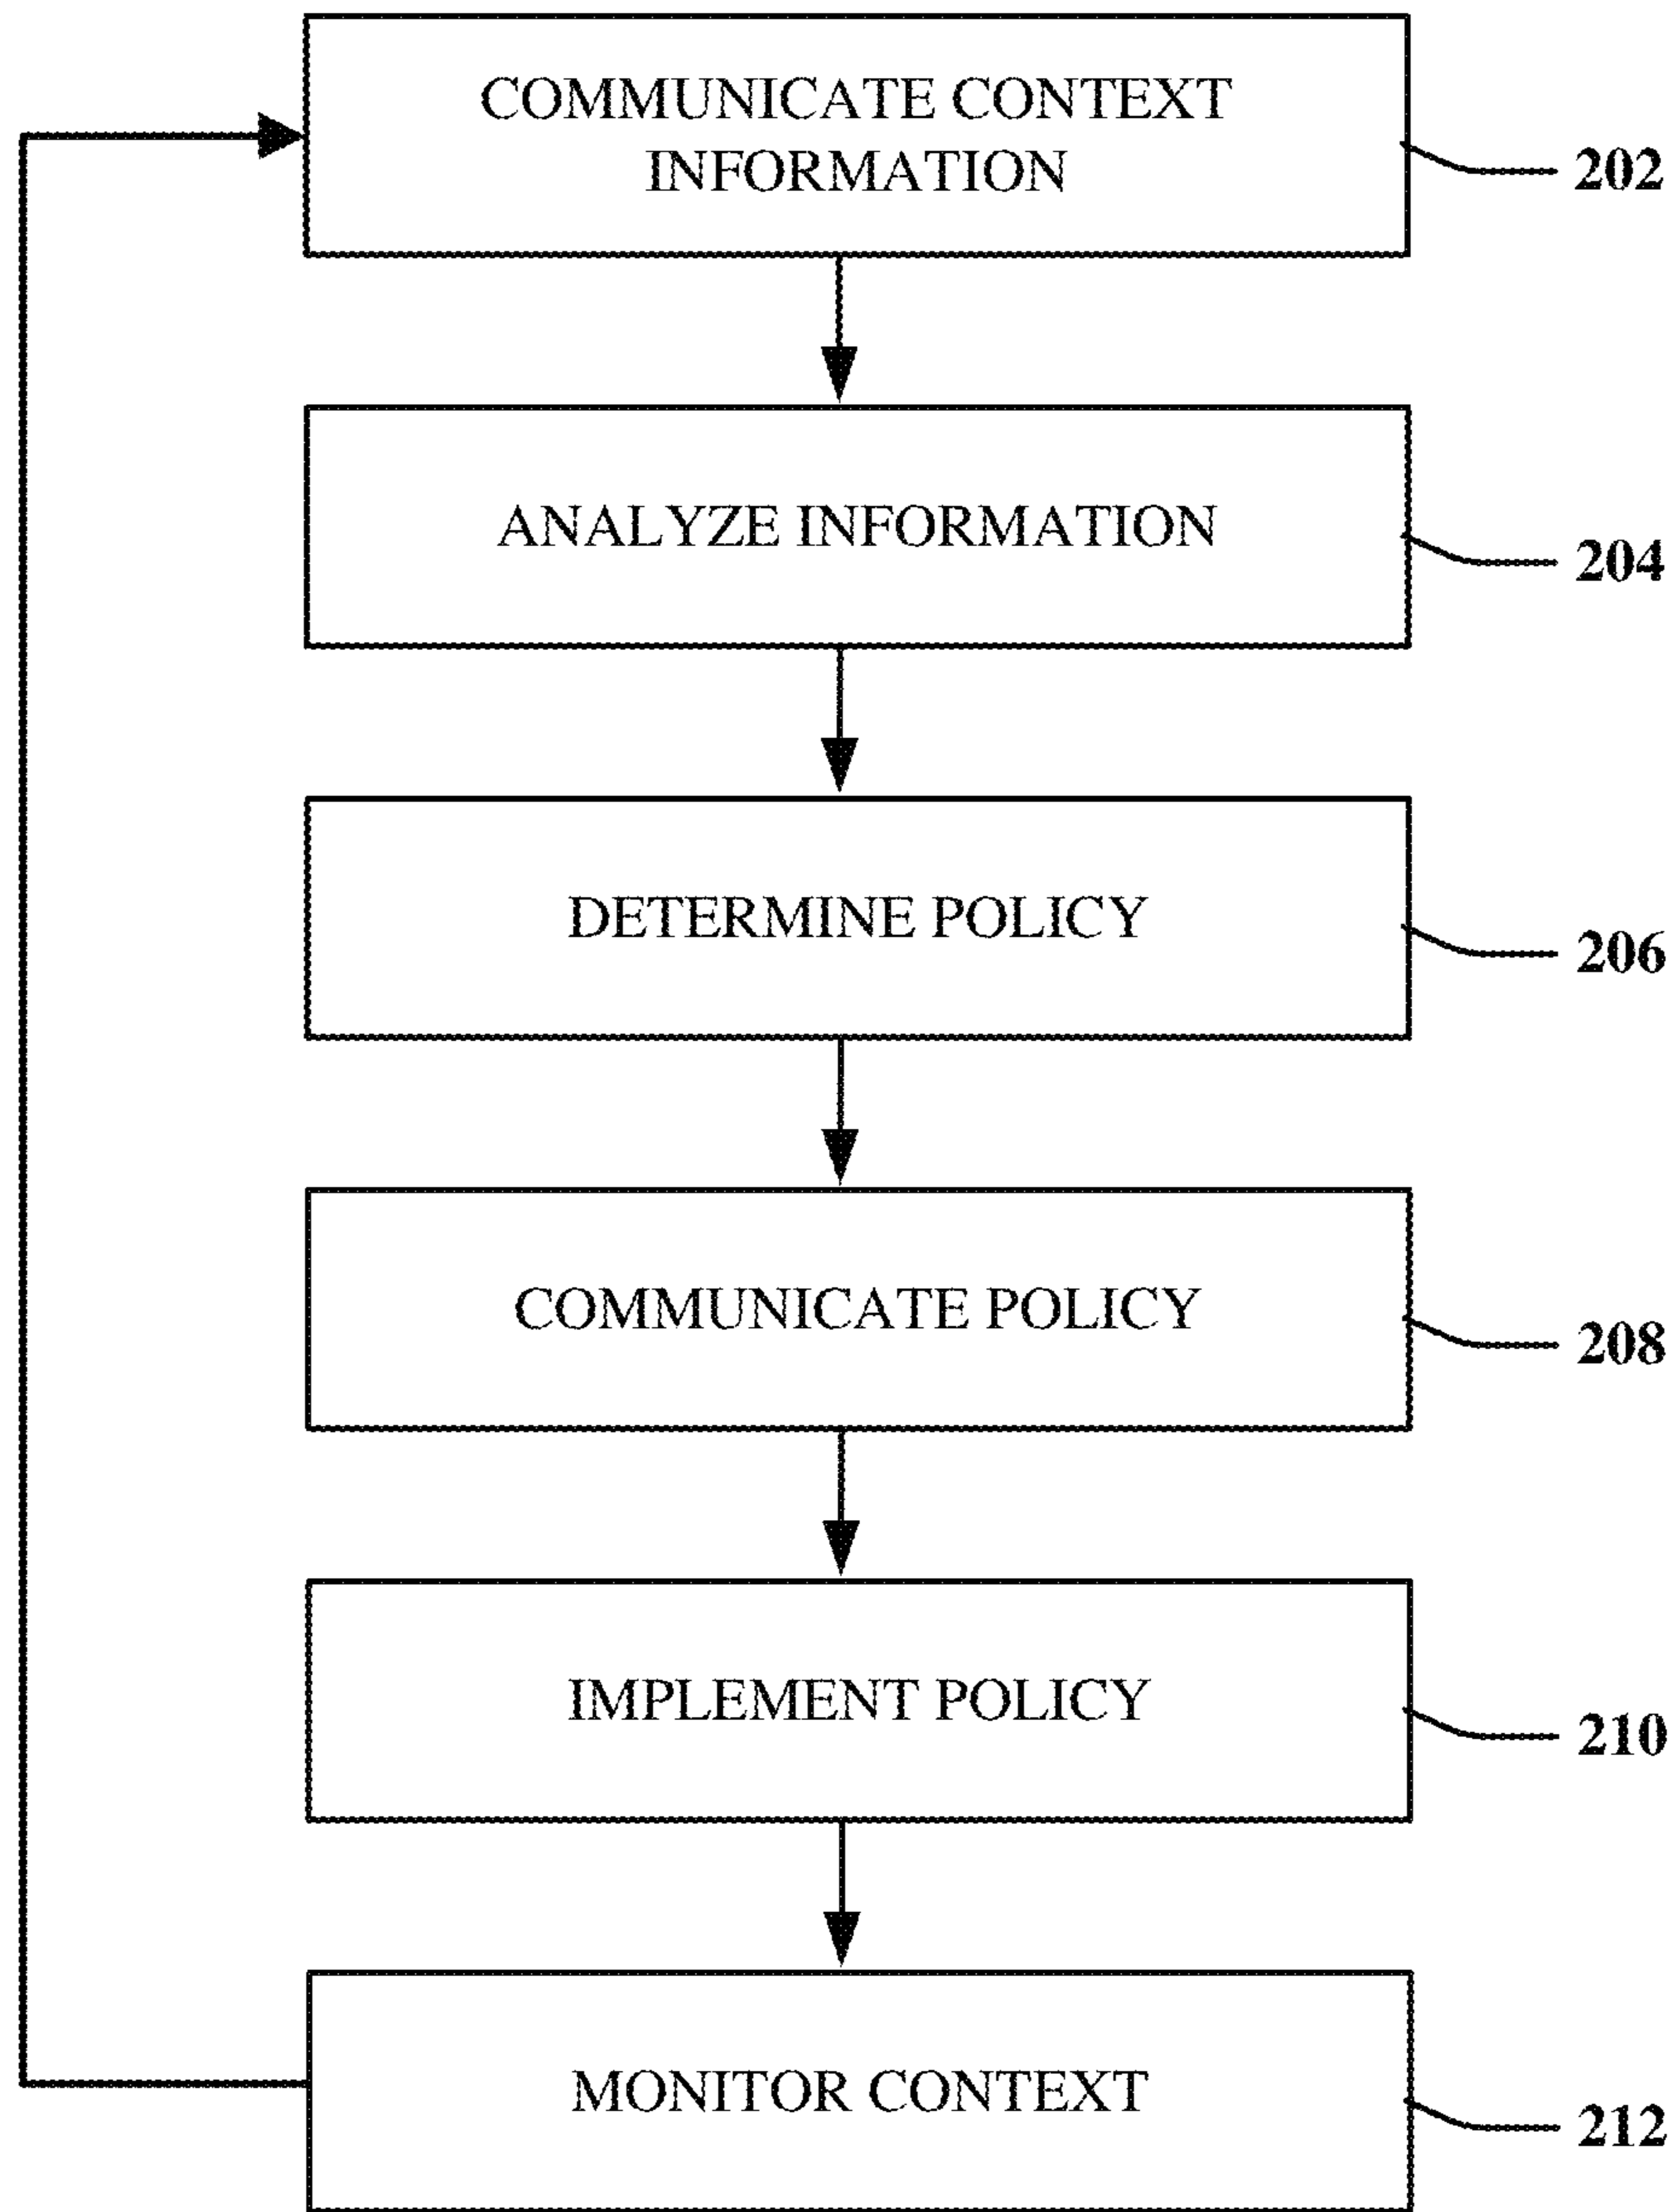 COMMUNICATE CONTEXT
INFORMATION
202
ANALYZE INFORMATION
204
DETERMINE POLICY
206
COMMUNICATE POLICY
208
IMPLEMENT POLICY
210
MONITOR CONTEXT
212